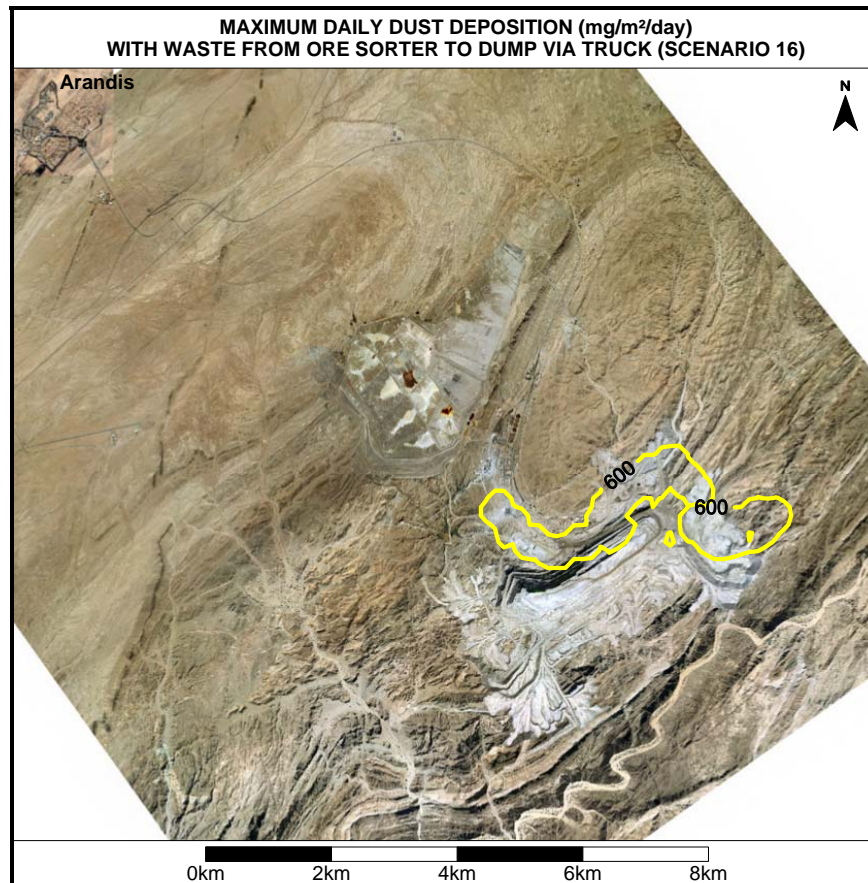 MAXIMUM DAILY DUST DEPOSITION (mg/m²/day)
WITH WASTE FROM ORE SORTER TO DUMP VIA TRUCK (SCENARIO 16)
Arandis
N
600
600
0km 2km 4km 6km 8km